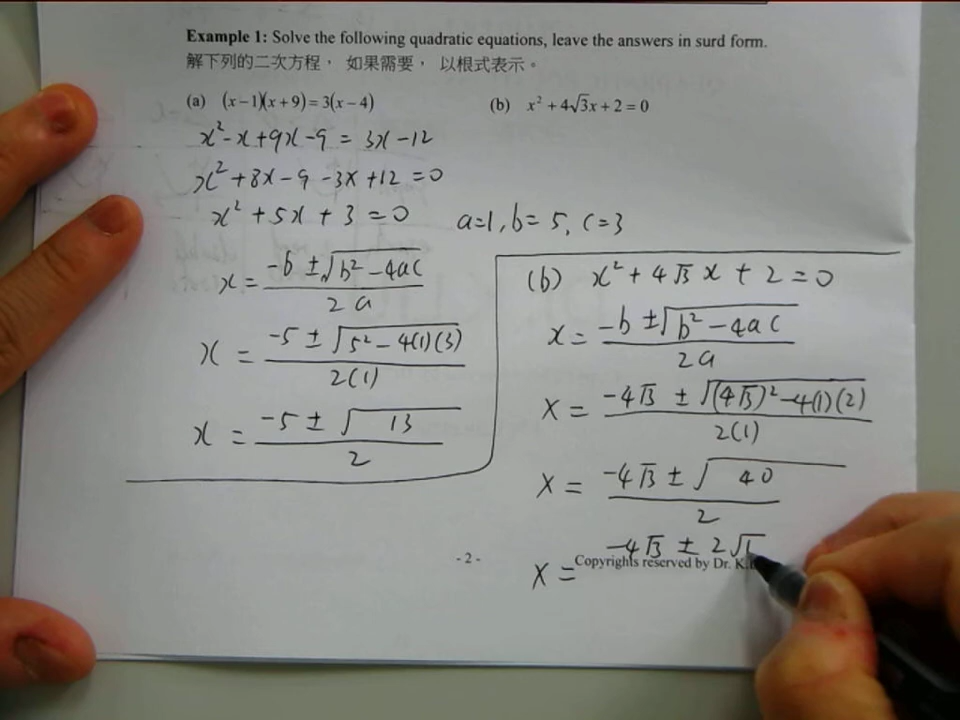 Example 1: Solve the following quadratic equations, leave the answers in surd form.
解下列的二次方程， 如果需要， 以根式表示。
(a) (x−1)(x+9)=3(x−4)
x²−x+9x−9 = 3x−12
x²+8x−9−3x+12=0
x²+5x+3=0 a=1, b=5, c=3
x = (-b ± √(b²−4ac)) / 2a
x = (-5 ± √(5²−4(1)(3))) / 2(1)
x = (-5 ± √13) / 2
(b) x²+4√3x+2=0
(b) x²+4√3x+2=0
x = (-b ± √(b²−4ac)) / 2a
x = (-4√3 ± √((4√3)²−4(1)(2))) / 2(1)
x = (-4√3 ± √40) / 2
x = -4√3 ± 2√
-2-
Copyrights reserved by Dr.